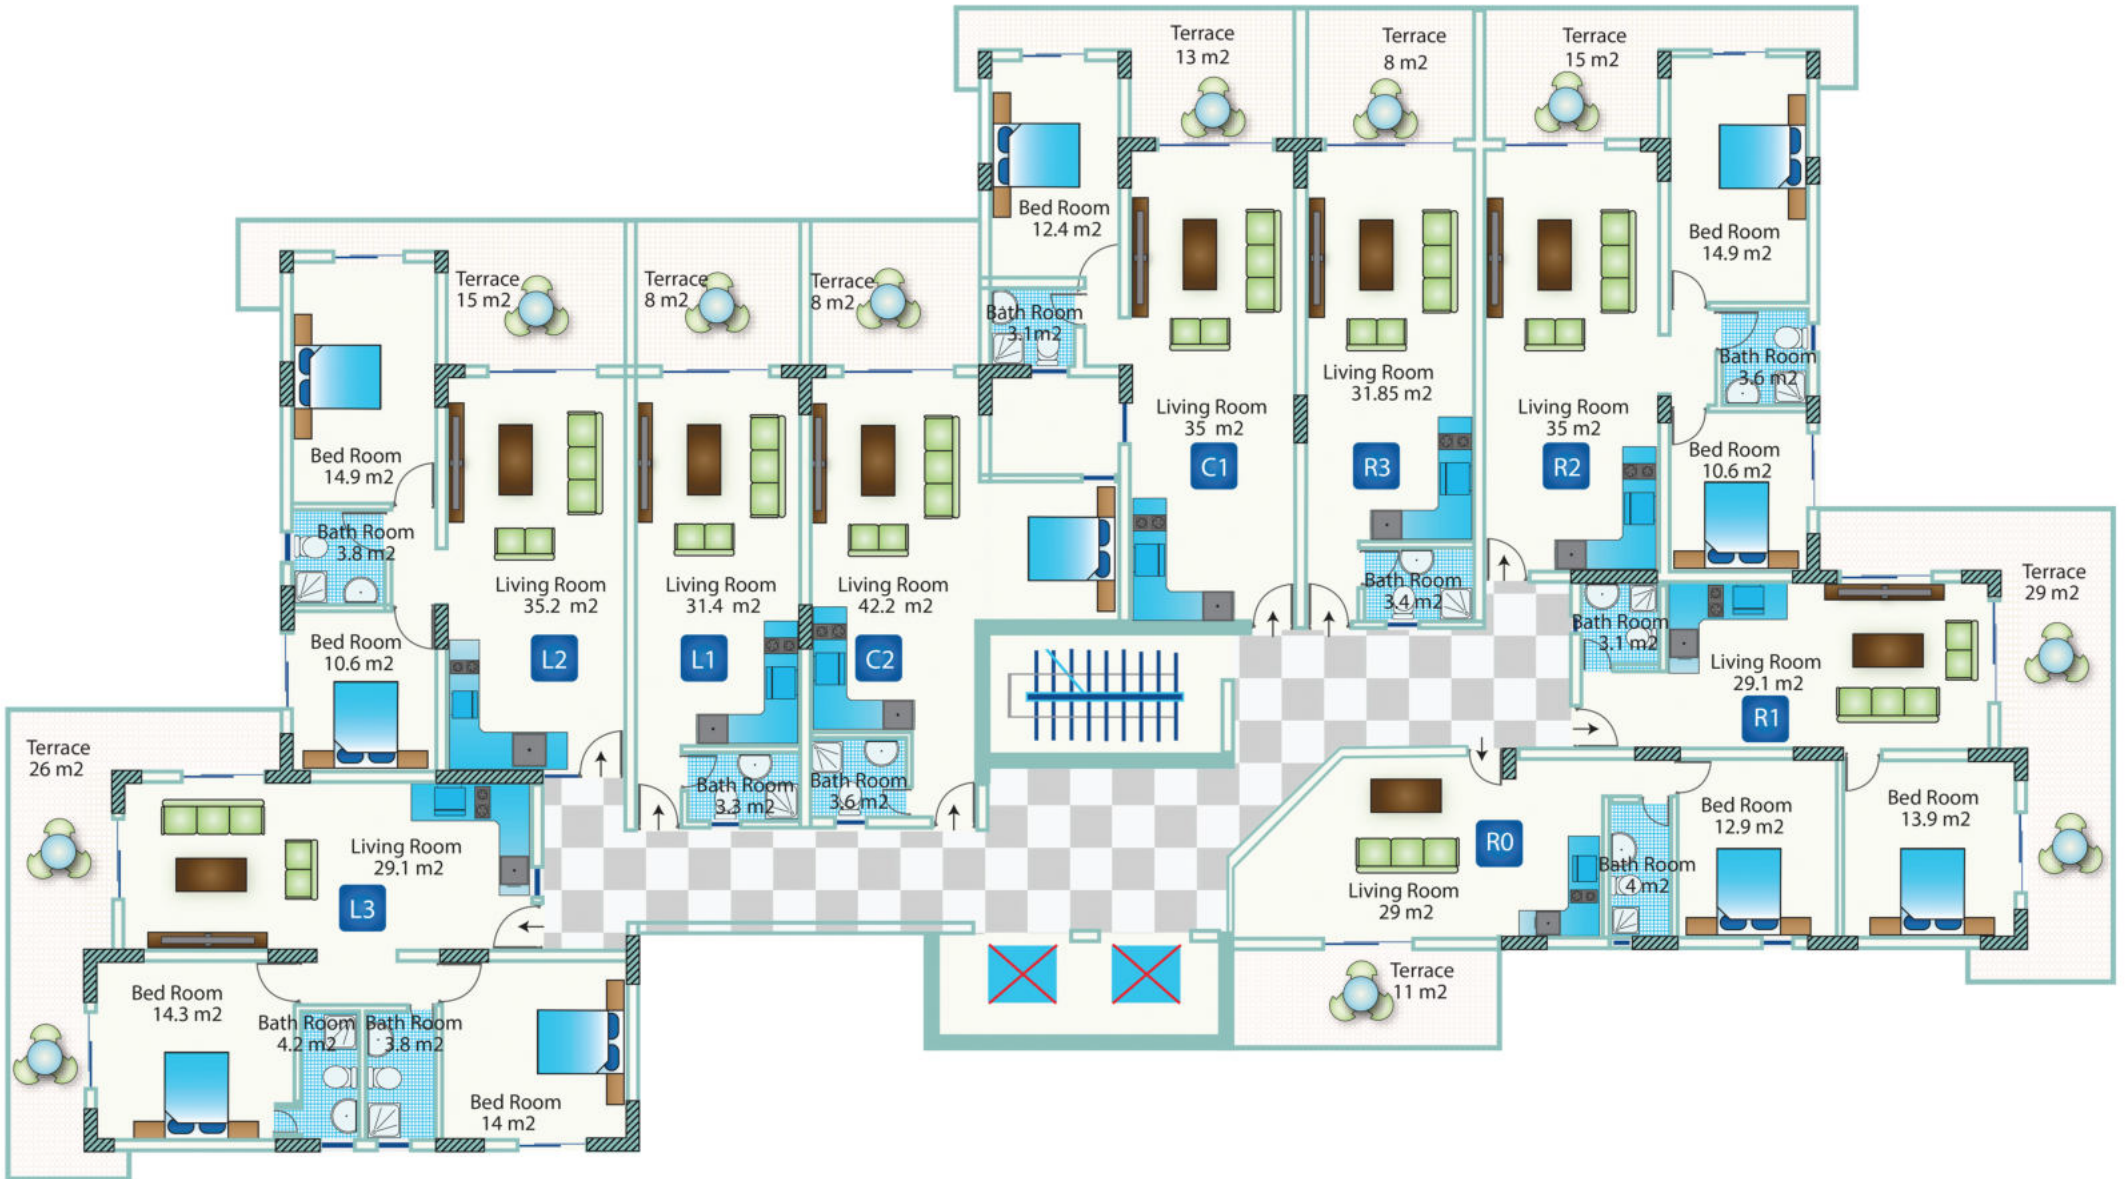 Terrace
13 m2
Terrace
8 m2
Terrace
15 m2
Bed Room
12.4 m2
Bed Room
14.9 m2
Terrace
15 m2
Terrace
8 m2
Terrace
8 m2
Bath Room
3.1m2
Living Room
31.85 m2
Bath Room
3.6 m2
Living Room
35 m2
Living Room
35 m2
Bed Room
14.9 m2
Bed Room
10.6 m2
C1
R3
R2
Bath Room
3.8 m2
Living Room
35.2 m2
Living Room
31.4 m2
Living Room
42.2 m2
Bath Room
3.4 m2
Terrace
29 m2
Bath Room
3.1 m2
Bed Room
10.6 m2
L2
L1
C2
Living Room
29.1 m2
R1
Terrace
26 m2
Bath Room
3.3 m2
Bath Room
3.6 m2
Bed Room
12.9 m2
Bed Room
13.9 m2
Living Room
29.1 m2
R0
Bath Room
4 m2
L3
Living Room
29 m2
Terrace
11 m2
Bed Room
14.3 m2
Bath Room
4.2 m2
Bath Room
3.8 m2
Bed Room
14 m2